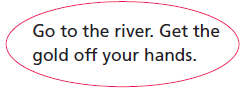 Go to the river. Get the
gold off your hands.